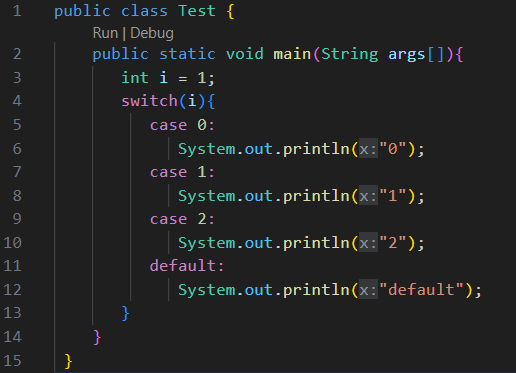 1 public class Test {
Run | Debug
2 public static void main(String args[]){
3 int i = 1;
4 switch(i){
5 case 0:
6 System.out.println(x:"0");
7 case 1:
8 System.out.println(x:"1");
9 case 2:
10 System.out.println(x:"2");
11 default:
12 System.out.println(x:"default");
13 }
14 }
15 }